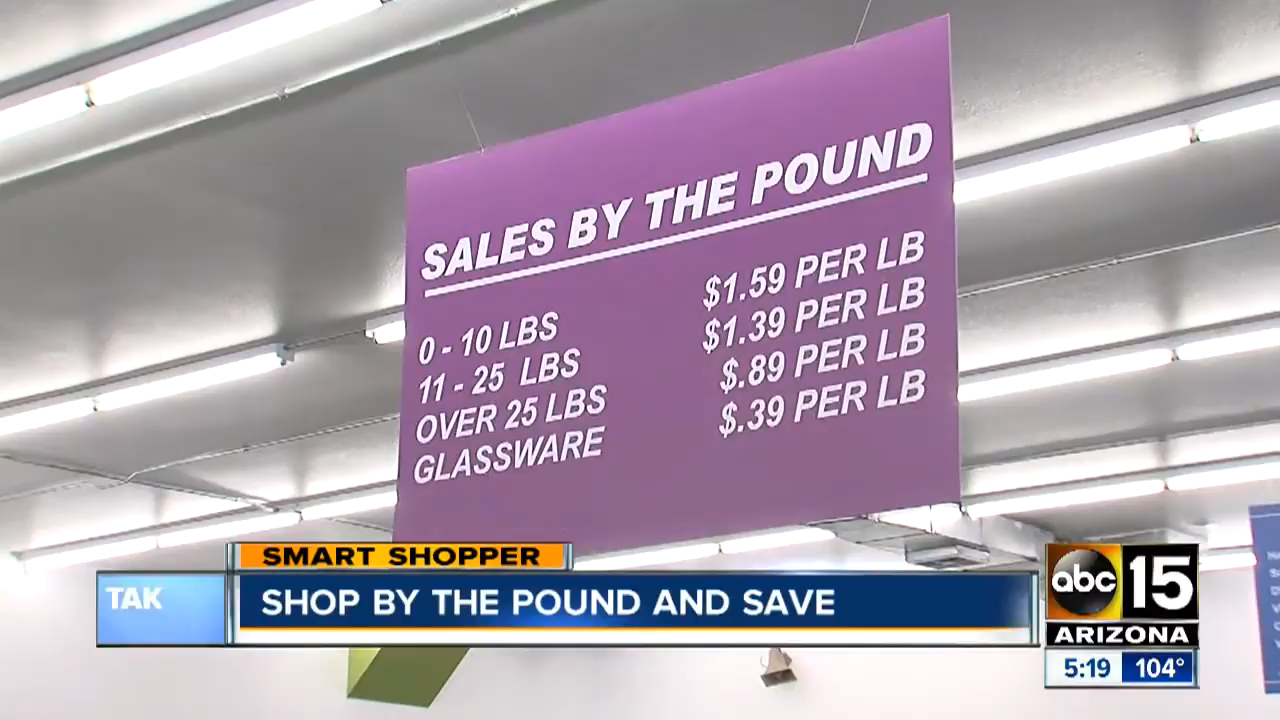 SALES BY THE POUND
0 - 10 LBS $1.59 PER LB
11 - 25 LBS $1.39 PER LB
OVER 25 LBS $.89 PER LB
GLASSWARE $.39 PER LB
SMART SHOPPER
TAK
SHOP BY THE POUND AND SAVE
abc 15
ARIZONA
5:19 104°